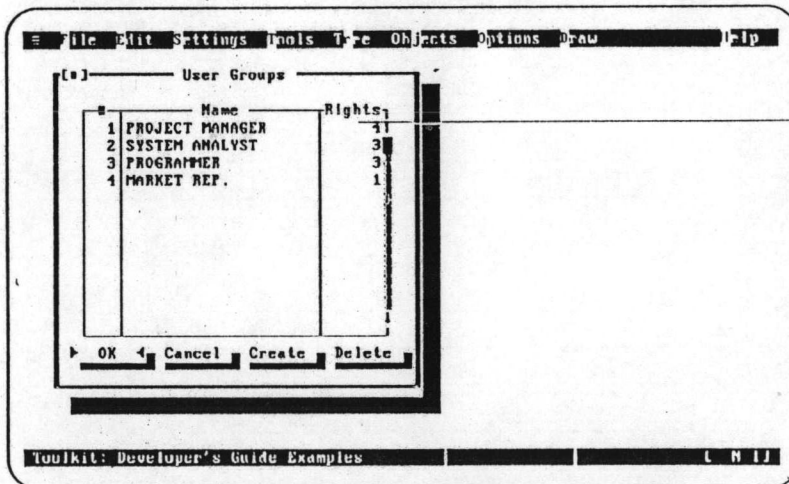 ≡ File Edit Settings Tools Tree Objects Options Draw Help
[■] User Groups
# Name Rights
1 PROJECT MANAGER 4
2 SYSTEM ANALYST 3
3 PROGRAMMER 3
4 MARKET REP. 1
OK Cancel Create Delete
Toolkit: Developer's Guide Examples [ N 1]